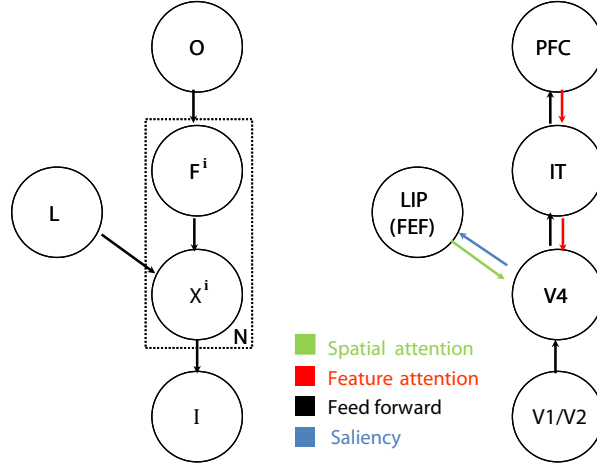 O
F i
L
X i
N
I
PFC
IT
LIP
(FEF)
V4
V1/V2
Spatial attention
Feature attention
Feed forward
Saliency